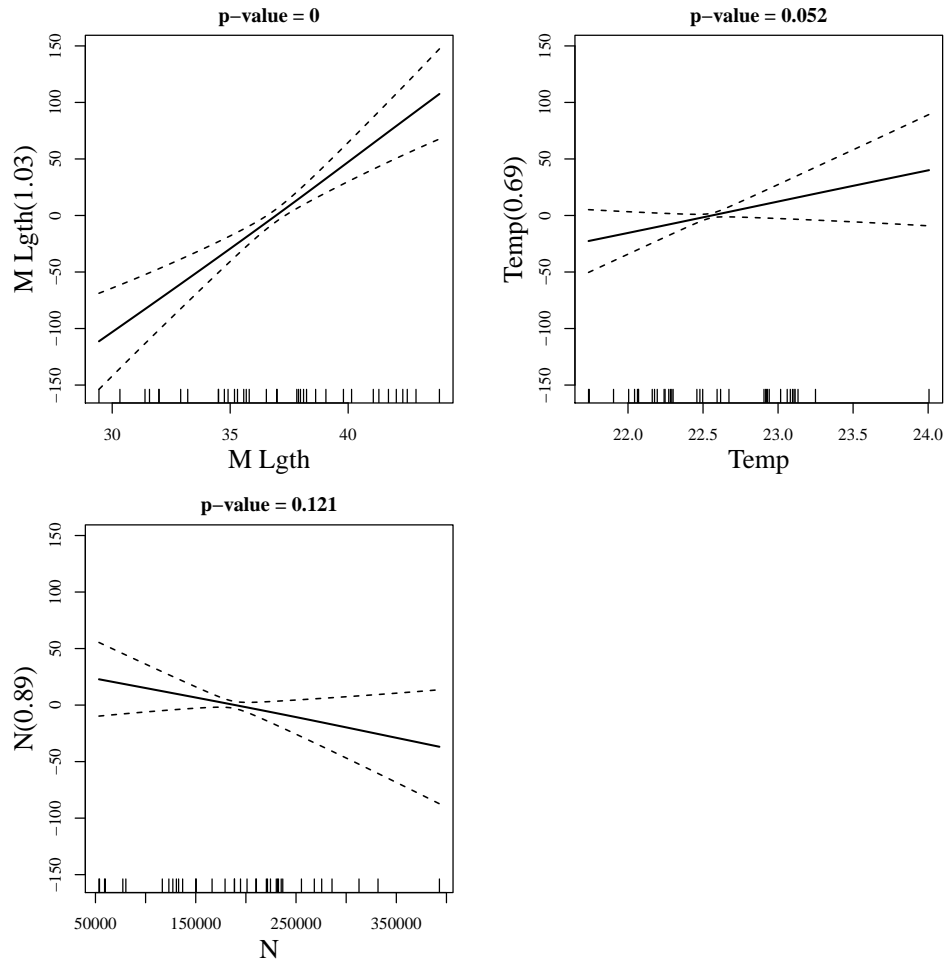 p−value = 0
M Lgth(1.03)
150
100
50
0
−50
−100
−150
30 35 40
M Lgth
p−value = 0.052
Temp(0.69)
150
100
50
0
−50
−100
−150
22.0 22.5 23.0 23.5 24.0
Temp
p−value = 0.121
N(0.89)
150
100
50
0
−50
−100
−150
50000 150000 250000 350000
N